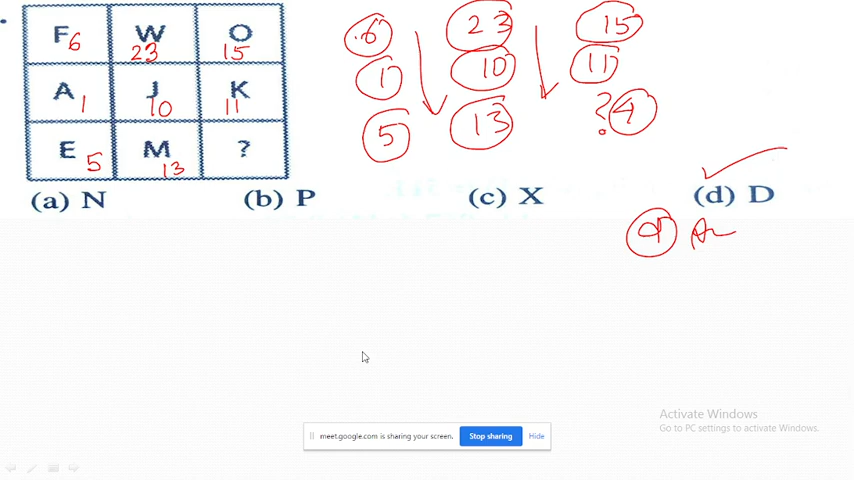 F 6 W 23 O 15
A 1 J 10 K 11
E 5 M 13 ?
6 23 15
1 10 11
5 13 ? 4
(a) N (b) P (c) X (d) D
meet.google.com is sharing your screen. Stop sharing Hide
Activate Windows
Go to PC settings to activate Windows.